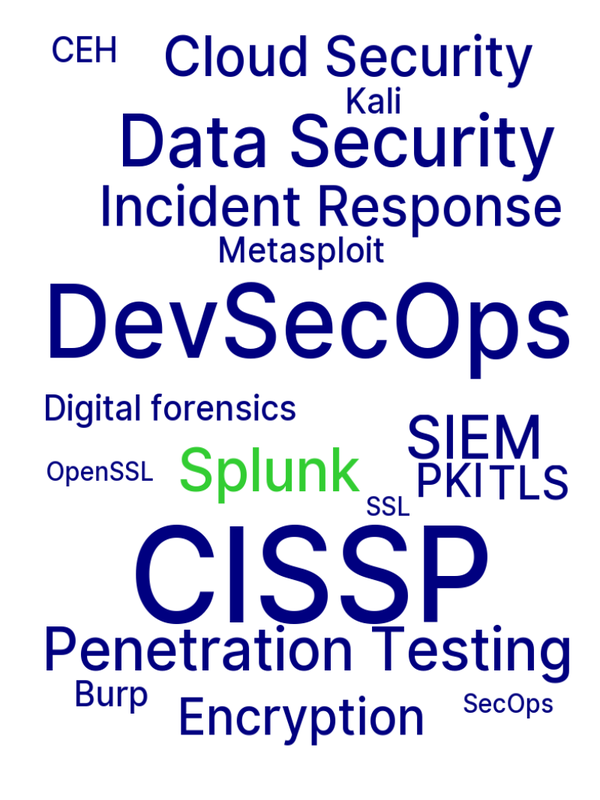 CEH
Cloud Security
Kali
Data Security
Incident Response
Metasploit
DevSecOps
Digital forensics
SIEM
OpenSSL
Splunk
PKI
TLS
SSL
CISSP
Penetration Testing
Burp
Encryption
SecOps